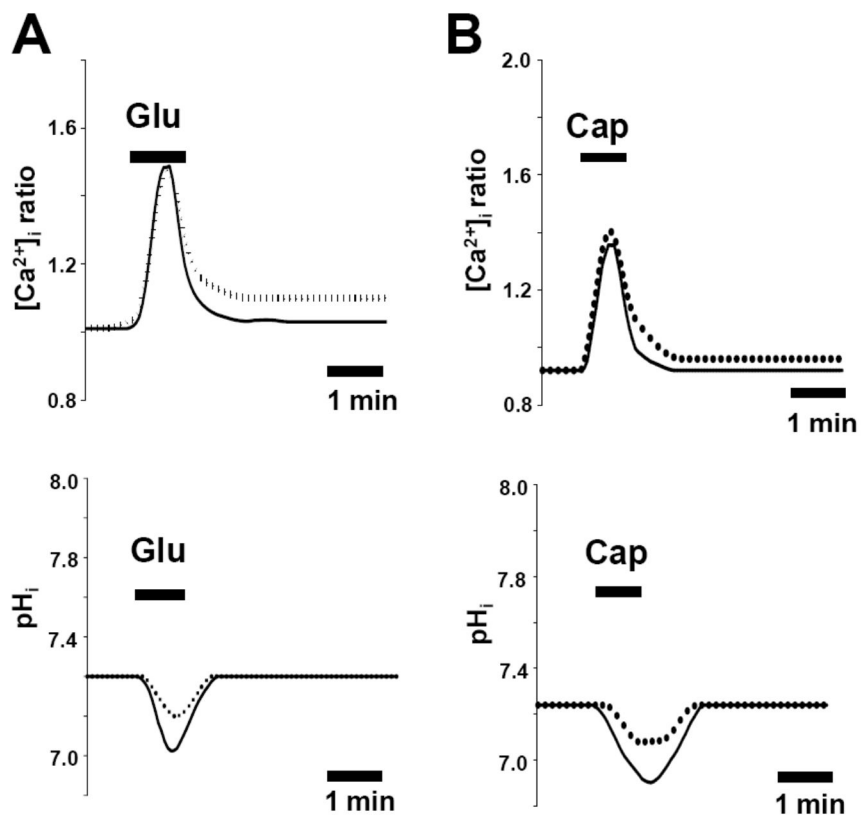 A
[Ca²⁺]ᵢ ratio
1.6
1.2
0.8
Glu
1 min
B
[Ca²⁺]ᵢ ratio
2.0
1.6
1.2
0.8
Cap
1 min
pHᵢ
8.0
7.8
7.4
7.0
Glu
1 min
pHᵢ
8.0
7.8
7.4
7.0
Cap
1 min